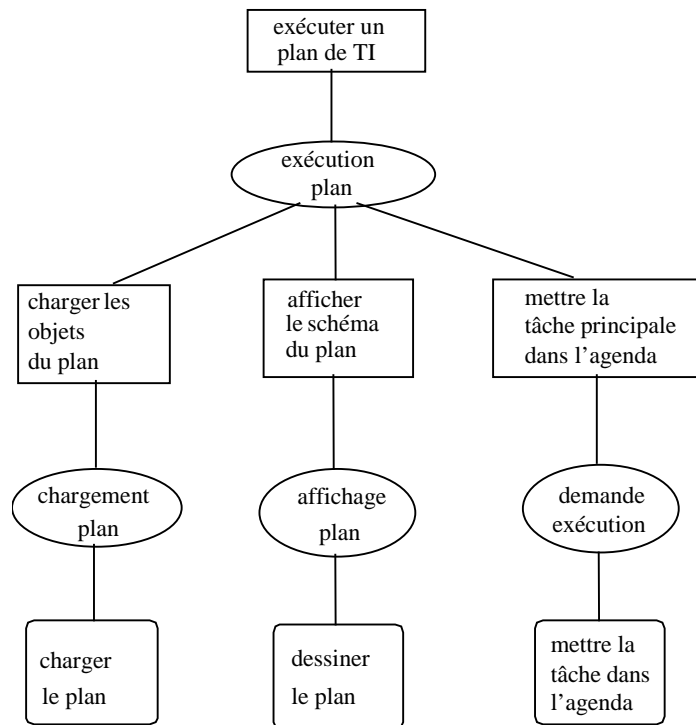 exécuter un
plan de TI
exécution
plan
charger les
objets
du plan
afficher
le schéma
du plan
mettre la
tâche principale
dans l’agenda
chargement
plan
affichage
plan
demande
exécution
charger
le plan
dessiner
le plan
mettre la
tâche dans
l’agenda